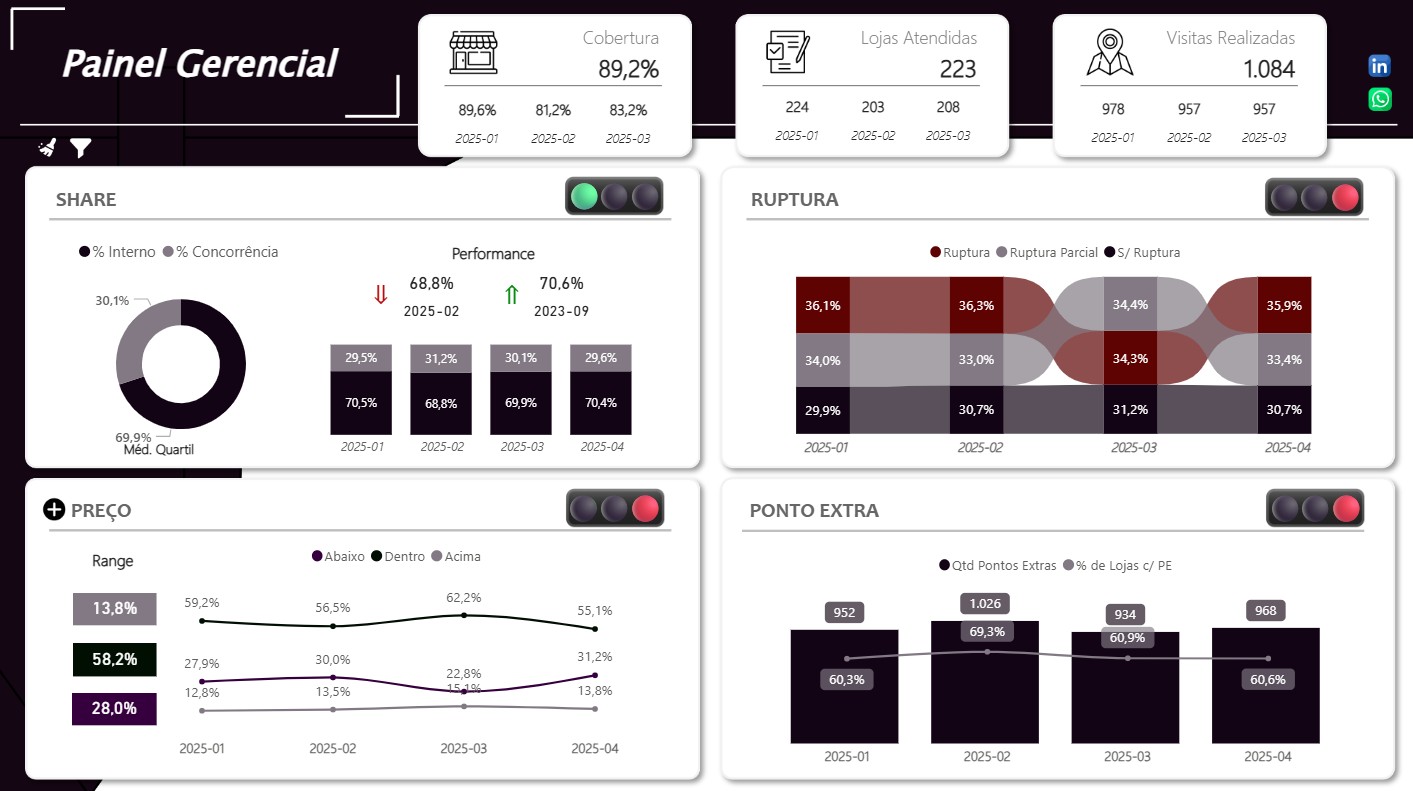 Painel Gerencial
Cobertura
89,2%
89,6% 81,2% 83,2%
2025-01 2025-02 2025-03
Lojas Atendidas
223
224 203 208
2025-01 2025-02 2025-03
Visitas Realizadas
1.084
978 957 957
2025-01 2025-02 2025-03
in
SHARE
% Interno % Concorrência
30,1%
69,9%
Méd. Quartil
Performance
68,8% 70,6%
2025-02 2023-09
29,5% 31,2% 30,1% 29,6%
70,5% 68,8% 69,9% 70,4%
2025-01 2025-02 2025-03 2025-04
RUPTURA
Ruptura Ruptura Parcial S/ Ruptura
36,1% 36,3% 34,4% 35,9%
34,0% 33,0% 34,3% 33,4%
29,9% 30,7% 31,2% 30,7%
2025-01 2025-02 2025-03 2025-04
PREÇO
Range
13,8%
58,2%
28,0%
Abaixo Dentro Acima
59,2% 56,5% 62,2% 55,1%
27,9% 30,0% 22,8% 31,2%
12,8% 13,5% 15,1% 13,8%
2025-01 2025-02 2025-03 2025-04
PONTO EXTRA
Qtd Pontos Extras % de Lojas c/ PE
952 1.026 934 968
60,3% 69,3% 60,9% 60,6%
2025-01 2025-02 2025-03 2025-04